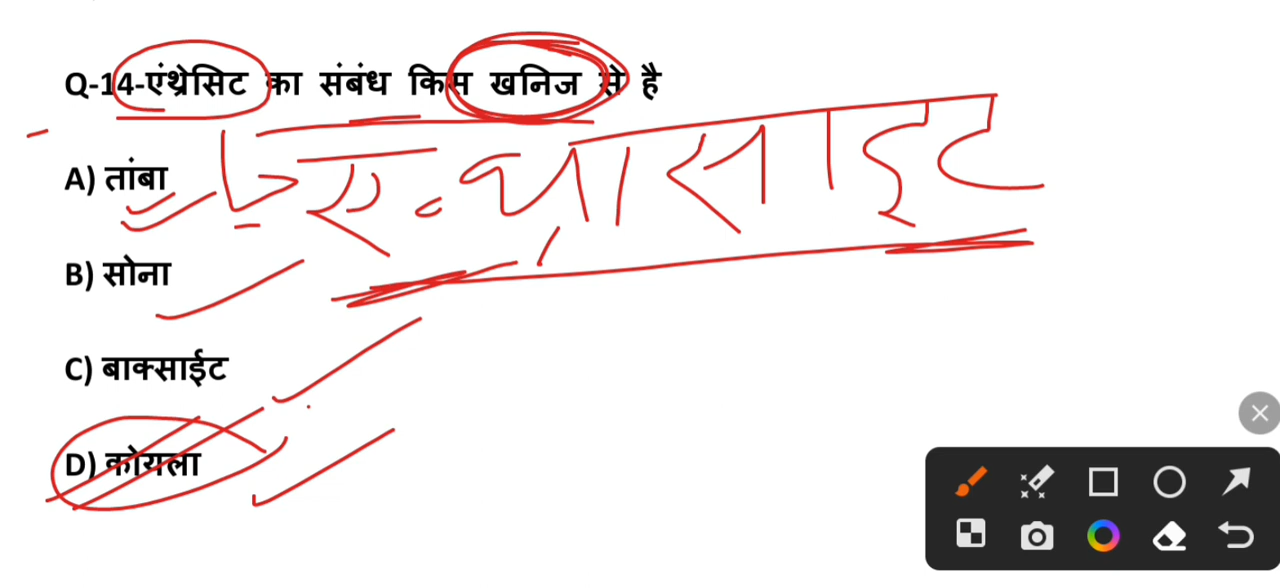 Q-14-एंथ्रेसिट का संबंध किस खनिज से है
A) तांबा
एन्थ्रासाइट
B) सोना
C) बाक्साईट
D) कोयला